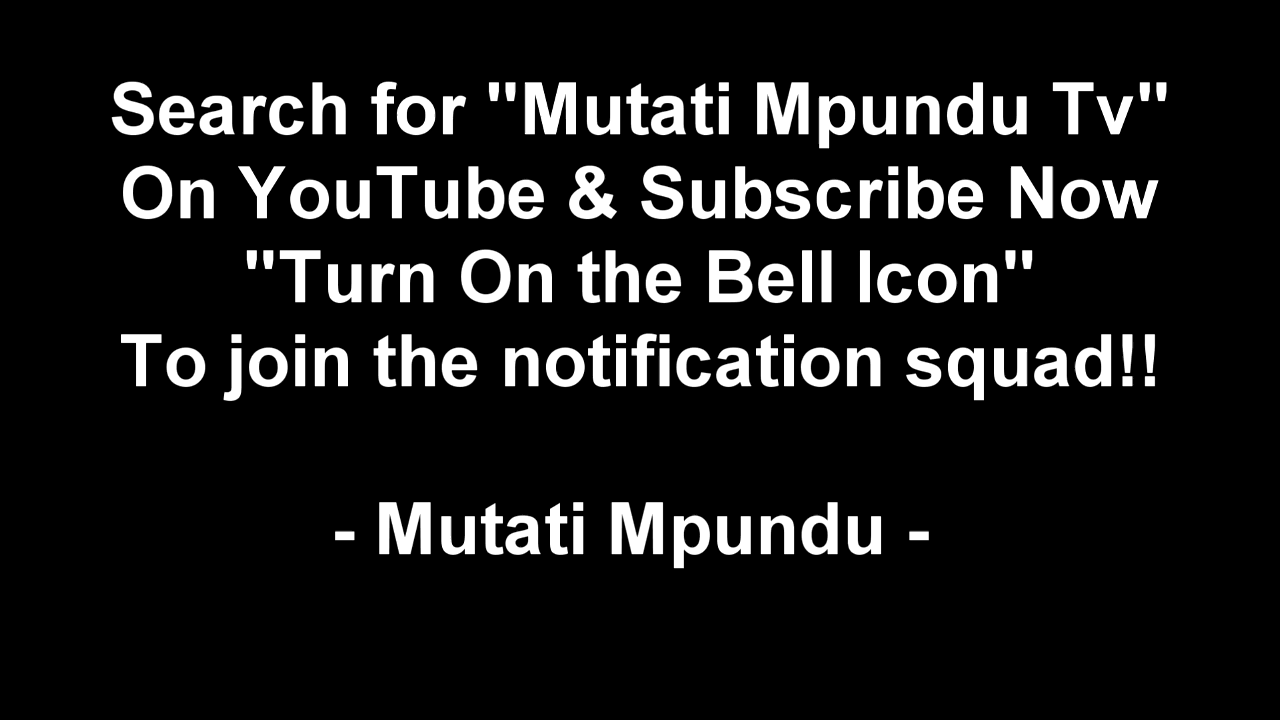 Search for "Mutati Mpundu Tv"
On YouTube & Subscribe Now
"Turn On the Bell Icon"
To join the notification squad!!
- Mutati Mpundu -